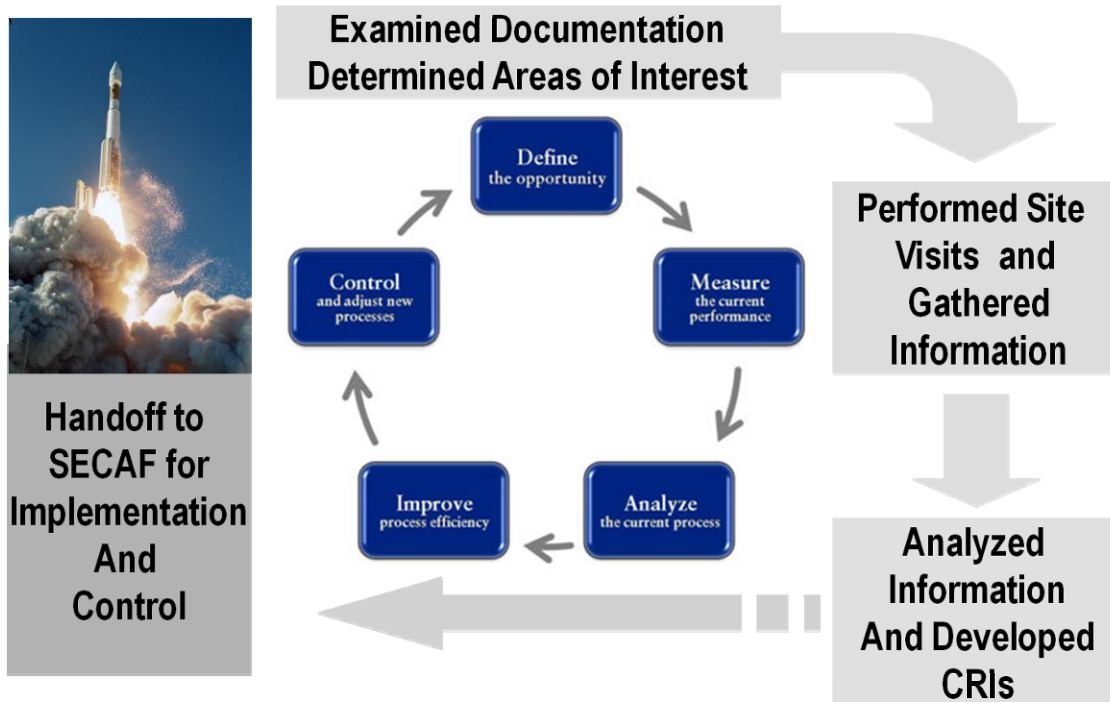 Examined Documentation
Determined Areas of Interest
Define
the opportunity
Control
and adjust new
processes
Measure
the current
performance
Improve
process efficiency
Analyze
the current process
Performed Site
Visits and
Gathered
Information
Analyzed
Information
And Developed
CRIs
Handoff to
SECAF for
Implementation
And
Control